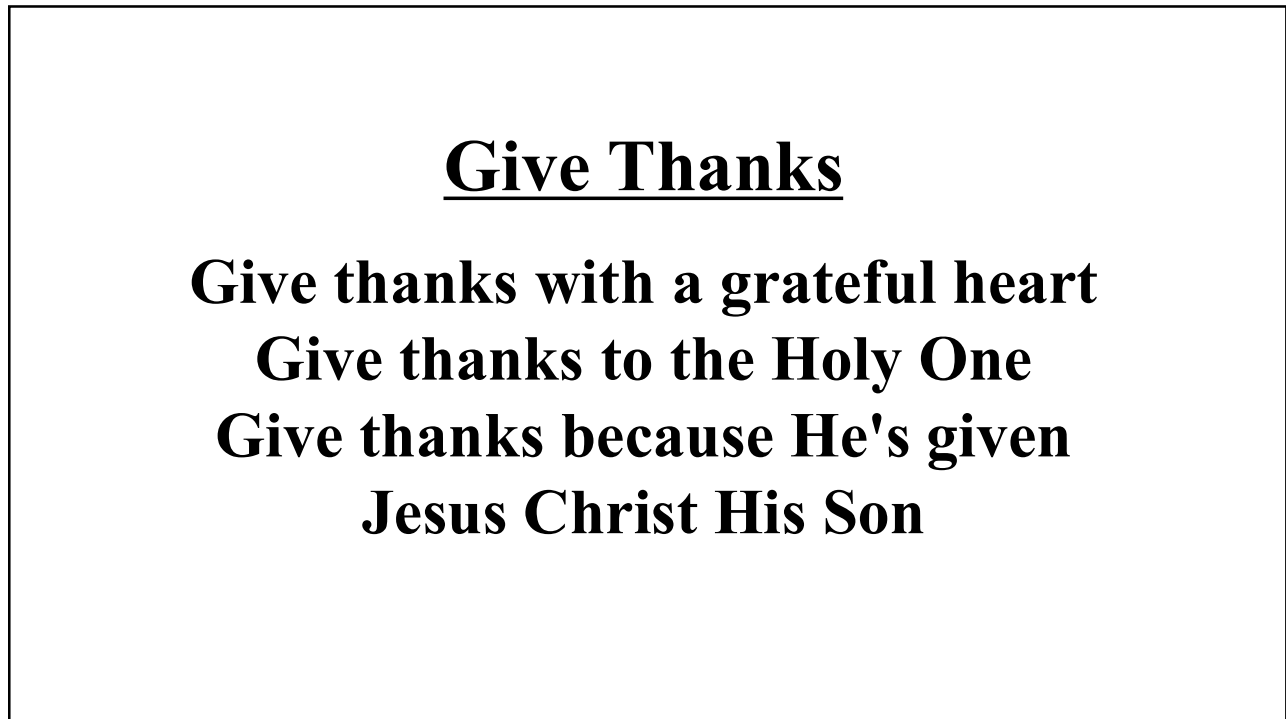 Give Thanks
Give thanks with a grateful heart
Give thanks to the Holy One
Give thanks because He's given
Jesus Christ His Son